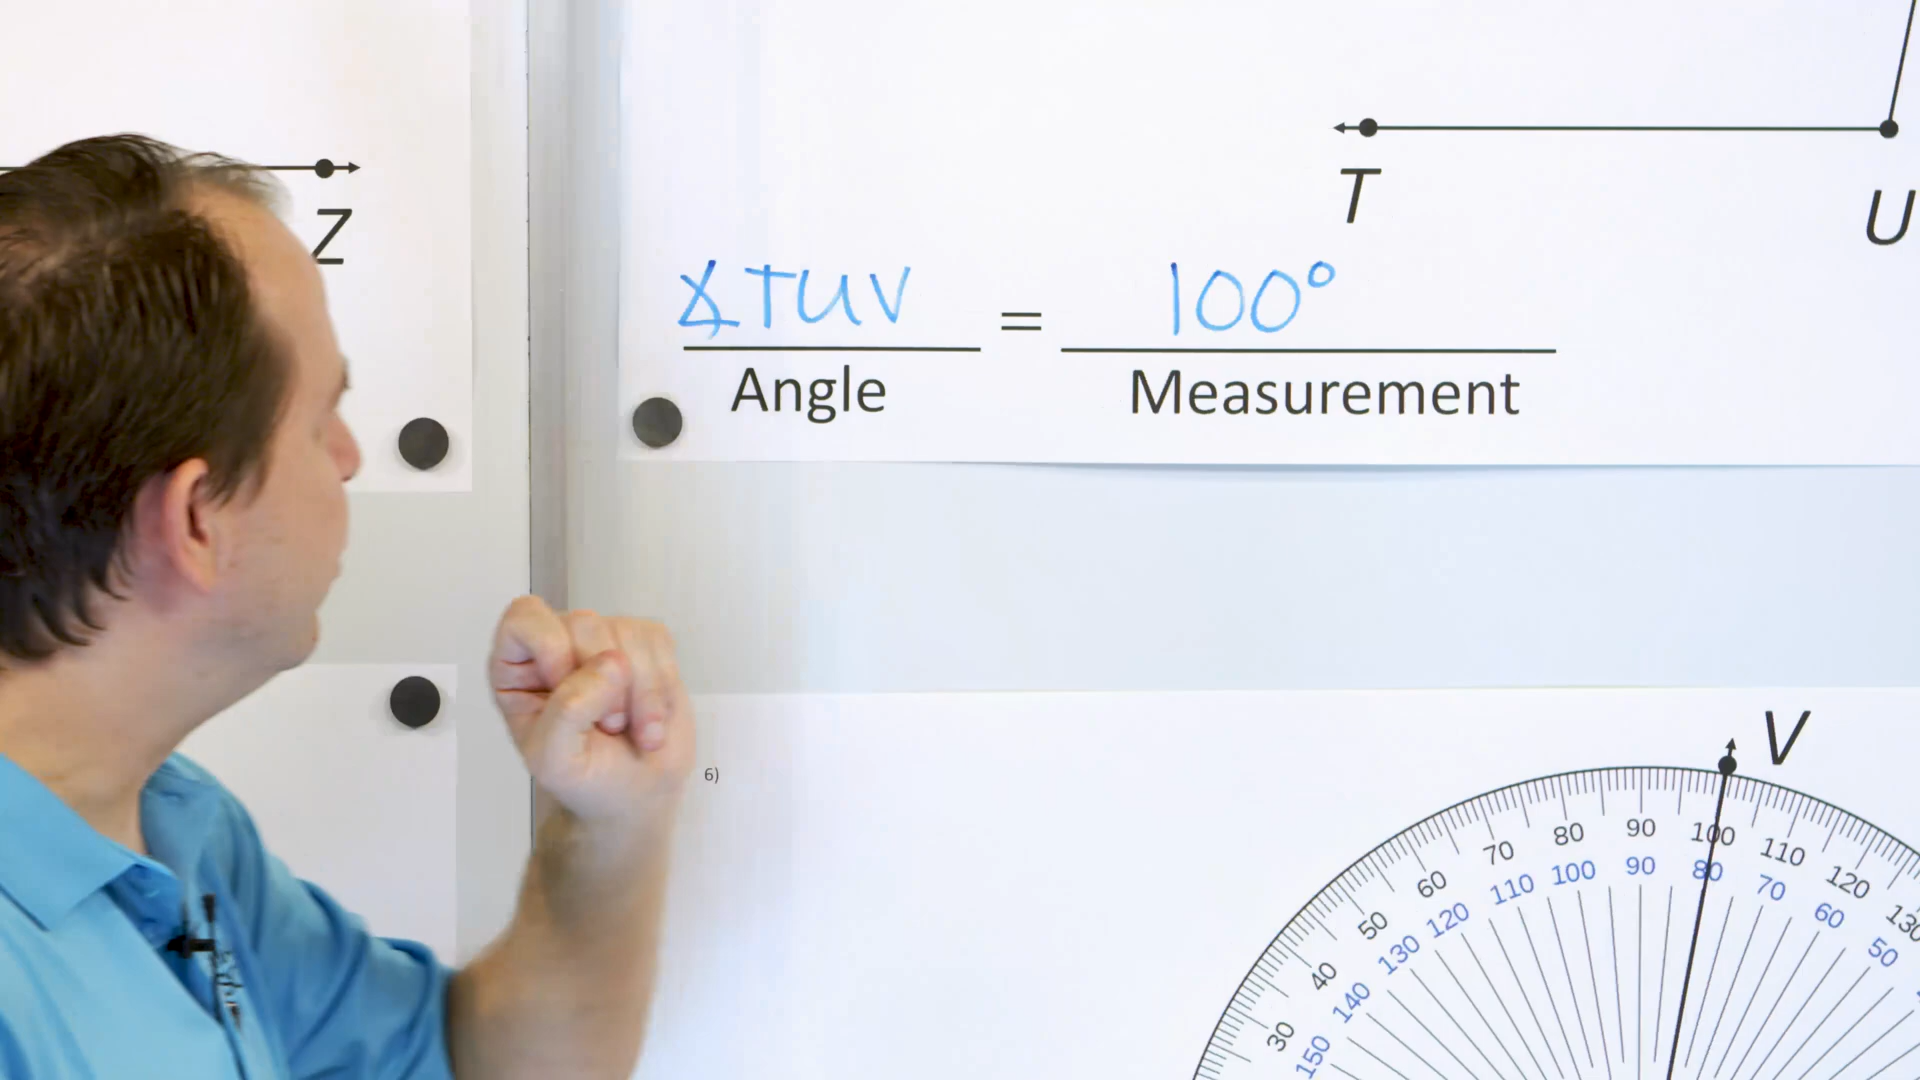 Z
T
U
∡TUV = 100°
Angle Measurement
6)
V
30 40 50 60 70 80 90 100 110 120 130
150 140 130 120 110 100 90 80 70 60 50